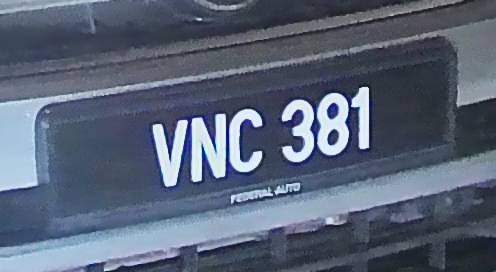 VNC 381
FEDERAL AUTO